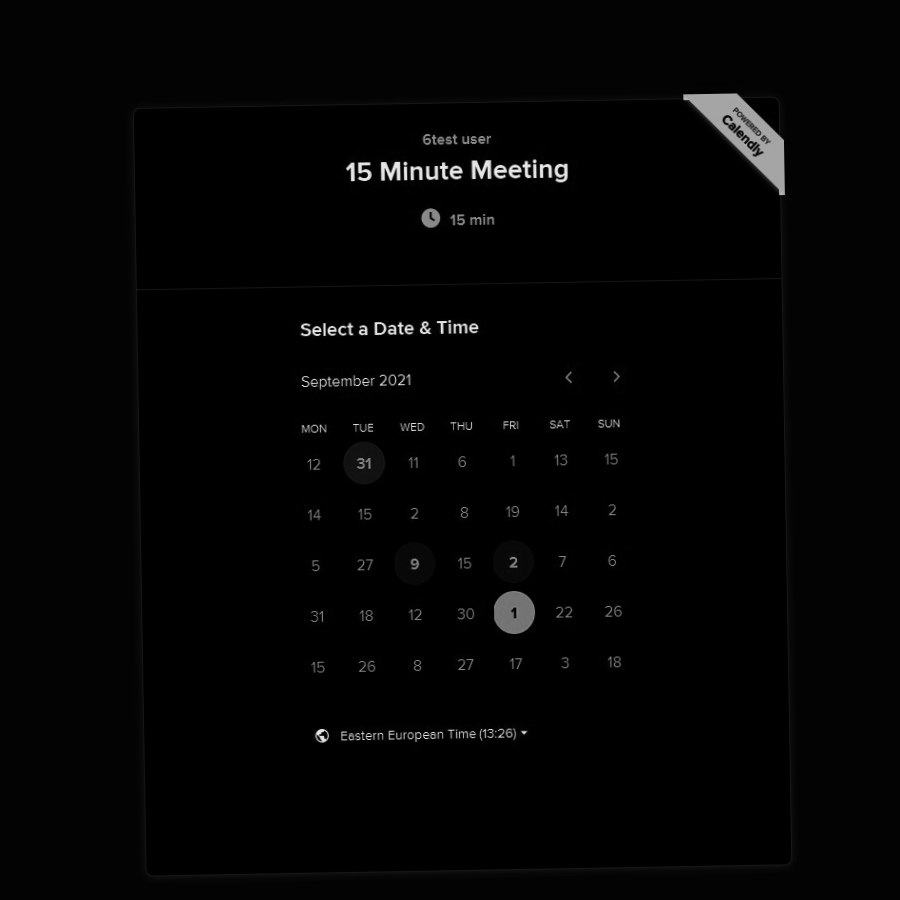 POWERED BY
Calendly
6test user
15 Minute Meeting
15 min
Select a Date & Time
September 2021
MON TUE WED THU FRI SAT SUN
12 31 11 6 1 13 15
14 15 2 8 19 14 2
5 27 9 15 2 7 6
31 18 12 30 1 22 26
15 26 8 27 17 3 18
Eastern European Time (13:26)